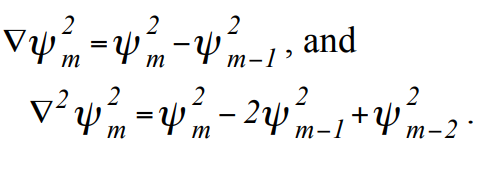 ∇ψ²ₘ = ψ²ₘ − ψ²ₘ₋₁ , and
∇²ψ²ₘ = ψ²ₘ − 2ψ²ₘ₋₁ + ψ²ₘ₋₂ .